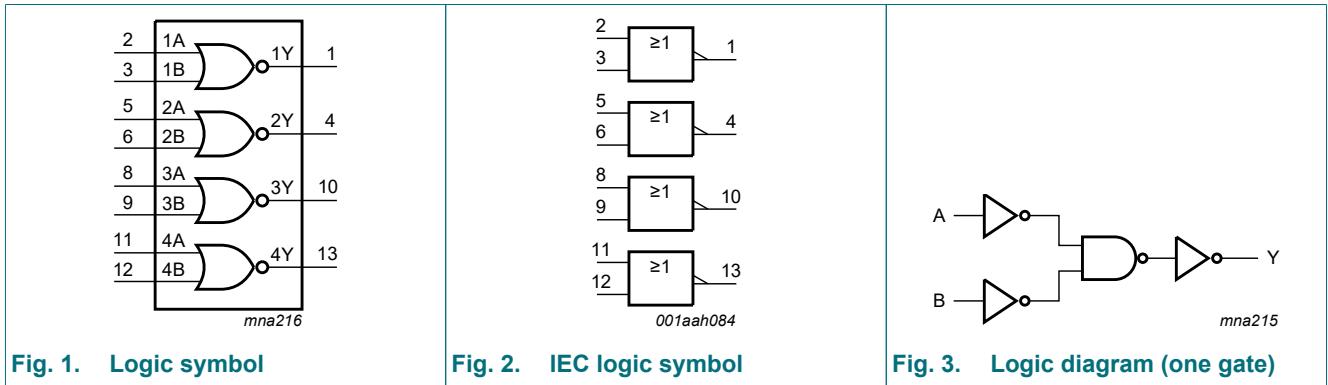 2 1A 1Y 1
3 1B
5 2A 2Y 4
6 2B
8 3A 3Y 10
9 3B
11 4A 4Y 13
12 4B
mna216
Fig. 1. Logic symbol
2 ≥1 1
3
5 ≥1 4
6
8 ≥1 10
9
11 ≥1 13
12
001aah084
Fig. 2. IEC logic symbol
A
Y
B
mna215
Fig. 3. Logic diagram (one gate)